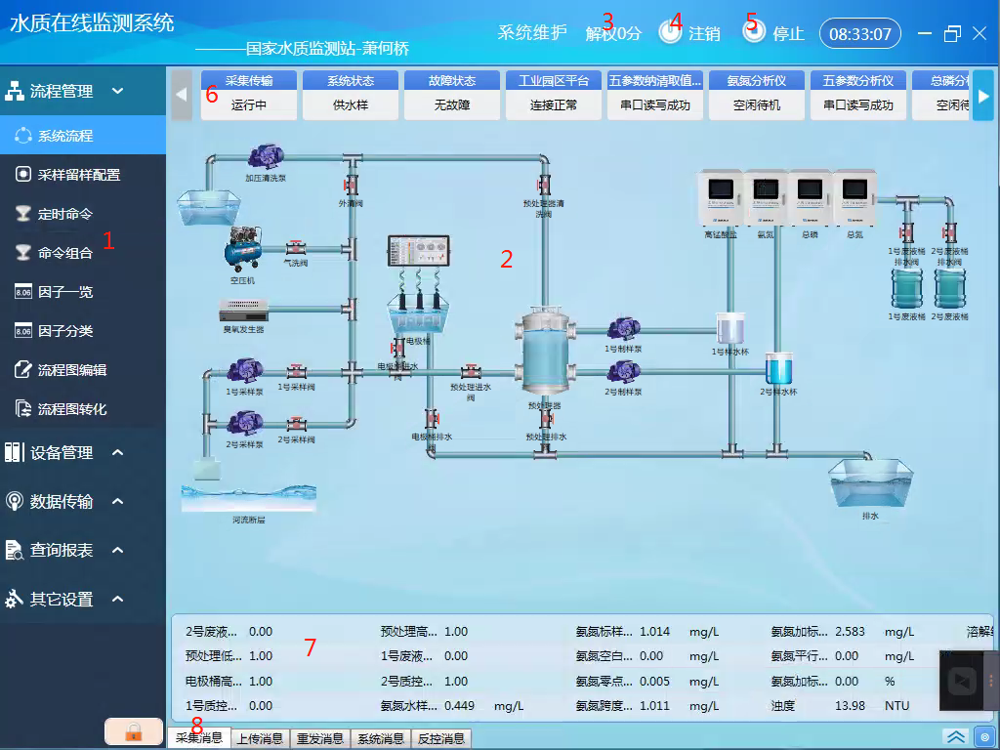 水质在线监测系统
———国家水质监测站-萧何桥
系统维护
3
解权0分
4
注销
5
停止
08:33:07
流程管理
系统流程
采样留样配置
定时命令
命令组合
1
因子一览
因子分类
流程图编辑
流程图转化
设备管理
数据传输
查询报表
其它设置
6
采集传输
运行中
系统状态
供水样
故障状态
无故障
工业园区平台
连接正常
五参数纳清取值...
串口读写成功
氨氮分析仪
空闲待机
五参数分析仪
串口读写成功
总磷分析
空闲待
加压清洗泵
外清阀
预处理器清
洗阀
2
空压机
气洗阀
臭氧发生器
电极桶
电极桶进水
阀
1号采样泵
1号采样阀
预处理进水
阀
2号采样泵
2号采样阀
电极桶排水
阀
预处理器
预处理排水
阀
1号制样泵
2号制样泵
1号样水杯
2号样水杯
高锰酸盐
氨氮
总磷
总氮
1号废液桶
排水阀
2号废液桶
排水阀
1号废液桶
2号废液桶
河流断层
排水
7
2号废液... 0.00 预处理高... 1.00 氨氮标样... 1.014 mg/L 氨氮加标... 2.583 mg/L 溶解
预处理低... 1.00 1号废液... 0.00 氨氮空白... 0.00 mg/L 氨氮平行... 0.00 mg/L
电极桶高... 1.00 2号质控... 1.00 氨氮零点... 0.005 mg/L 氨氮加标... 0.00 %
1号质控... 0.00 氨氮水样... 0.449 mg/L 氨氮跨度... 1.011 mg/L 浊度 13.98 NTU
8
采集消息 上传消息 重发消息 系统消息 反控消息